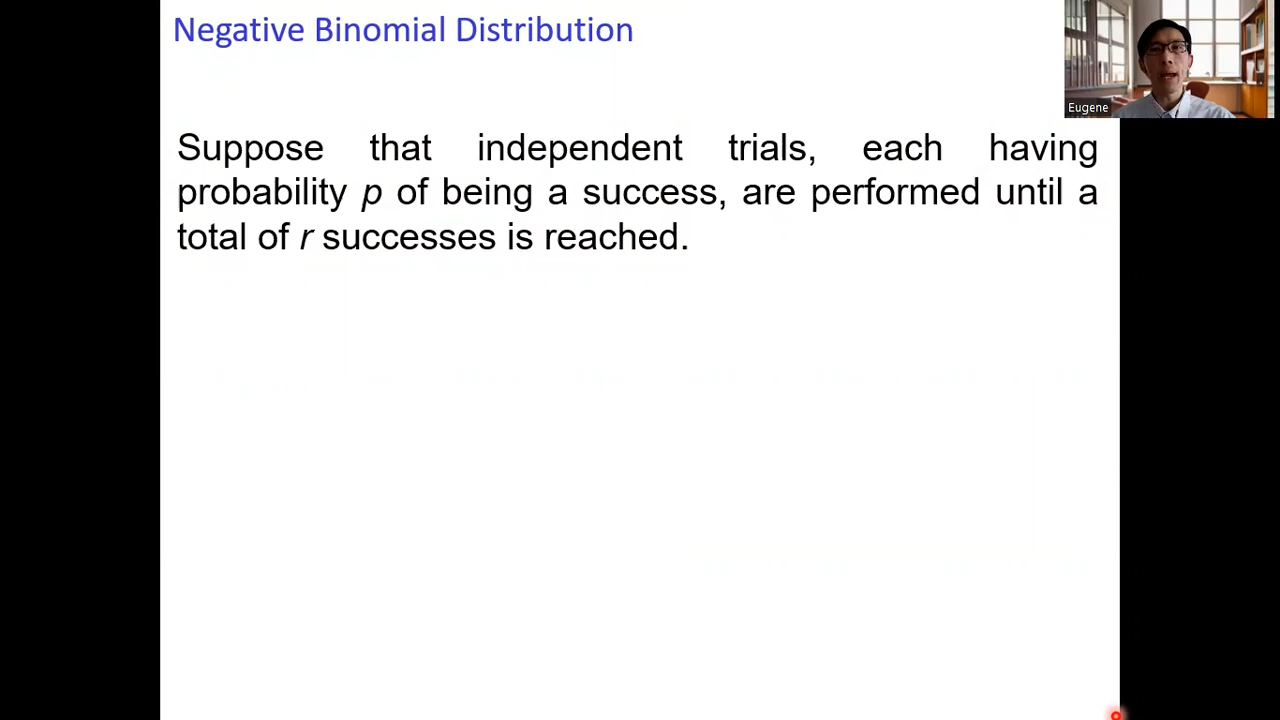 Negative Binomial Distribution
Eugene
Suppose that independent trials, each having
probability p of being a success, are performed until a
total of r successes is reached.